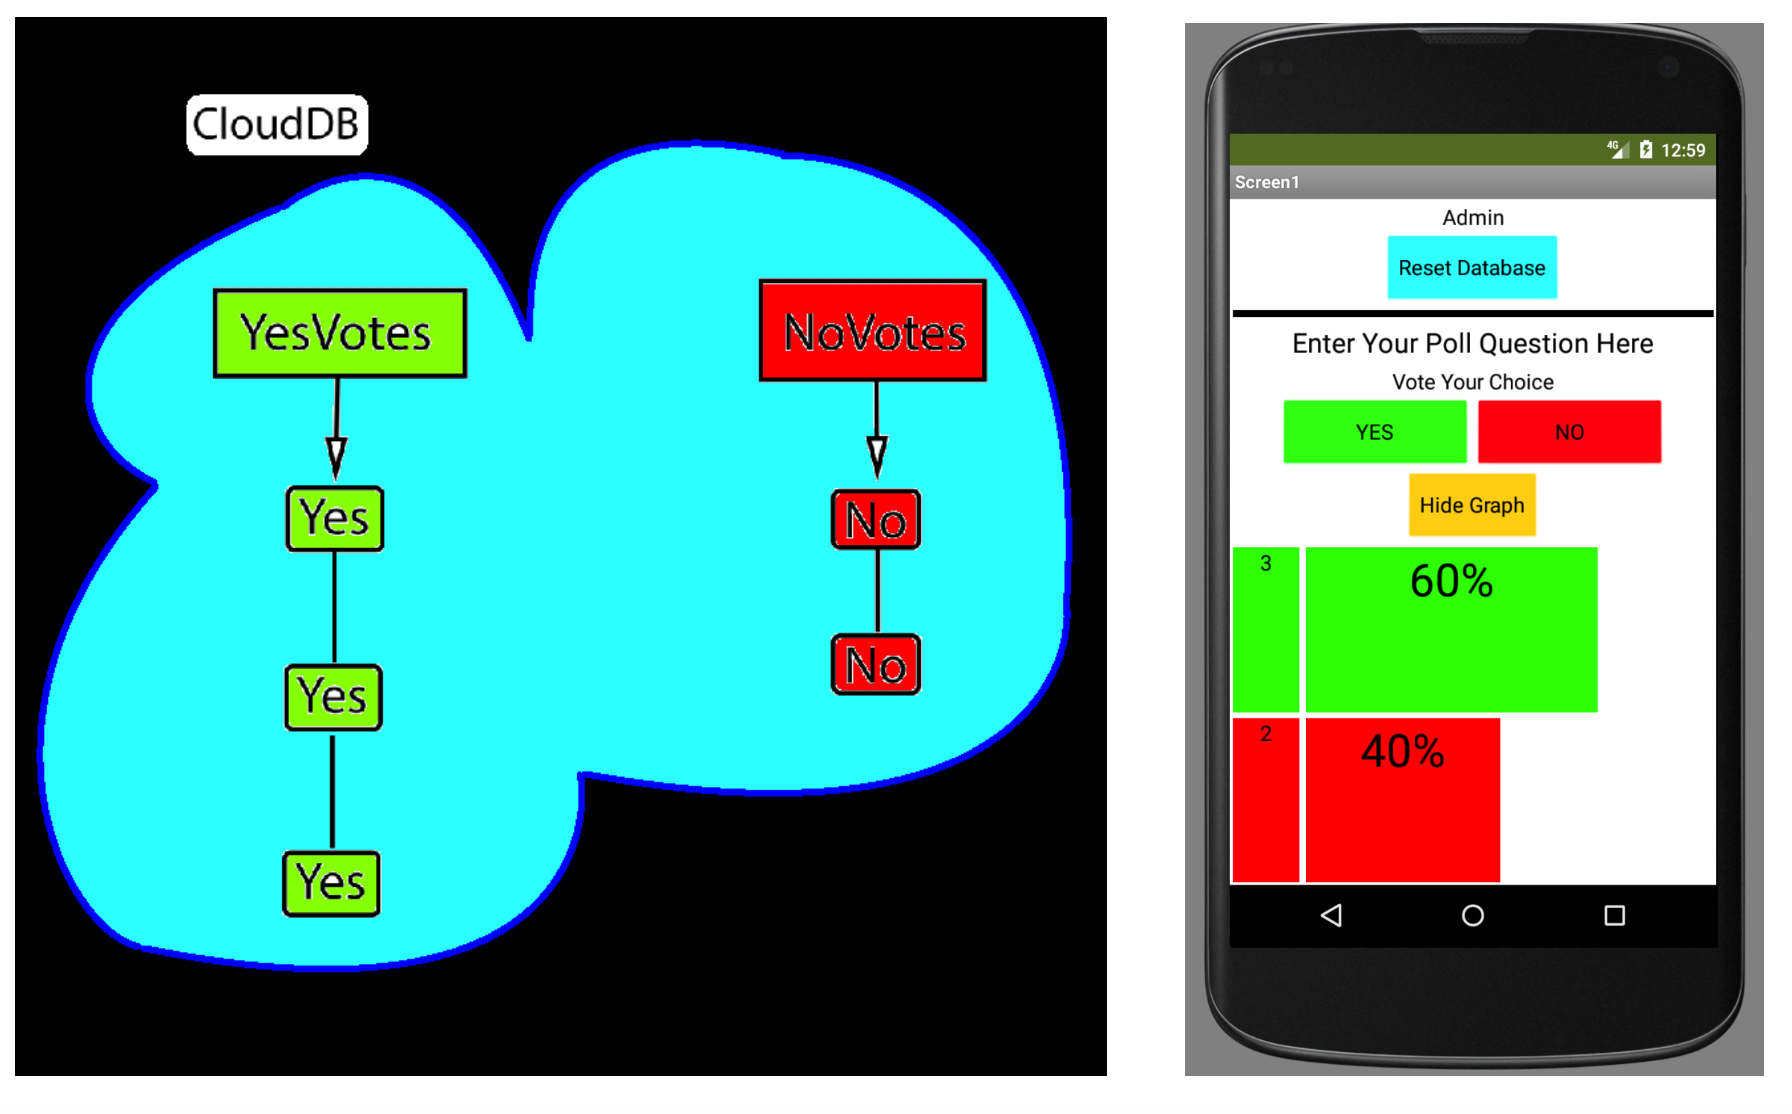 CloudDB
YesVotes
NoVotes
Yes
No
Yes
No
Yes
4G 12:59
Screen1
Admin
Reset Database
Enter Your Poll Question Here
Vote Your Choice
YES NO
Hide Graph
3 60%
2 40%